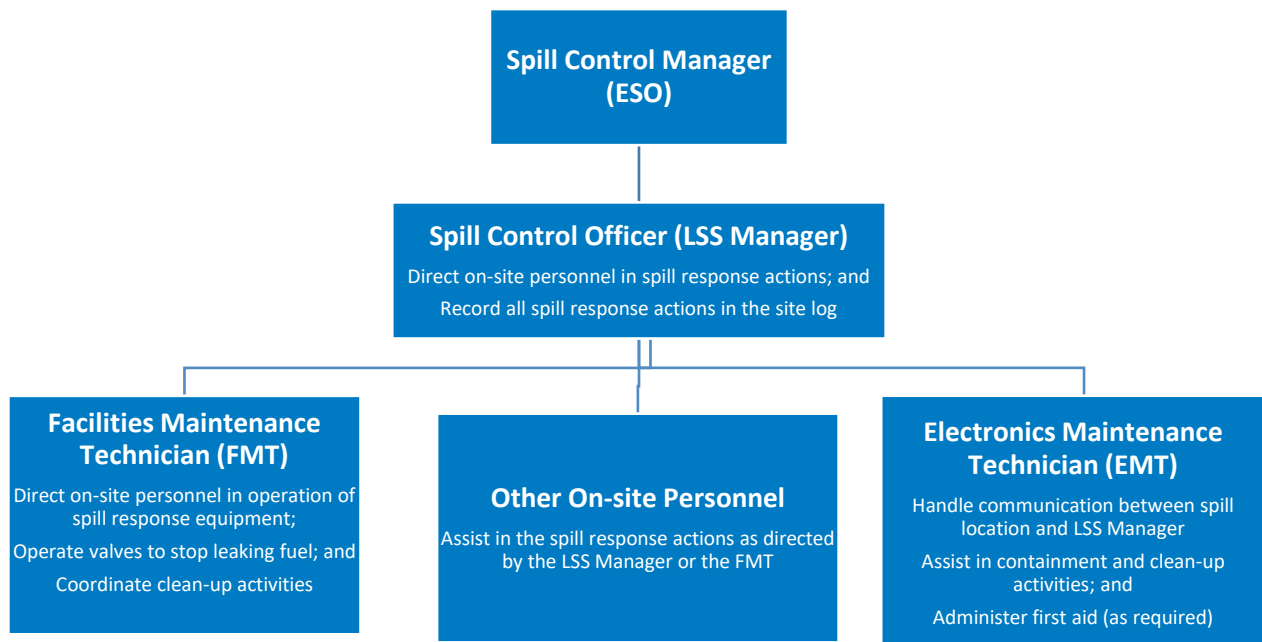 Spill Control Manager
(ESO)
Spill Control Officer (LSS Manager)
Direct on-site personnel in spill response actions; and
Record all spill response actions in the site log
Facilities Maintenance
Technician (FMT)
Direct on-site personnel in operation of
spill response equipment;
Operate valves to stop leaking fuel; and
Coordinate clean-up activities
Other On-site Personnel
Assist in the spill response actions as directed
by the LSS Manager or the FMT
Electronics Maintenance
Technician (EMT)
Handle communication between spill
location and LSS Manager
Assist in containment and clean-up
activities; and
Administer first aid (as required)